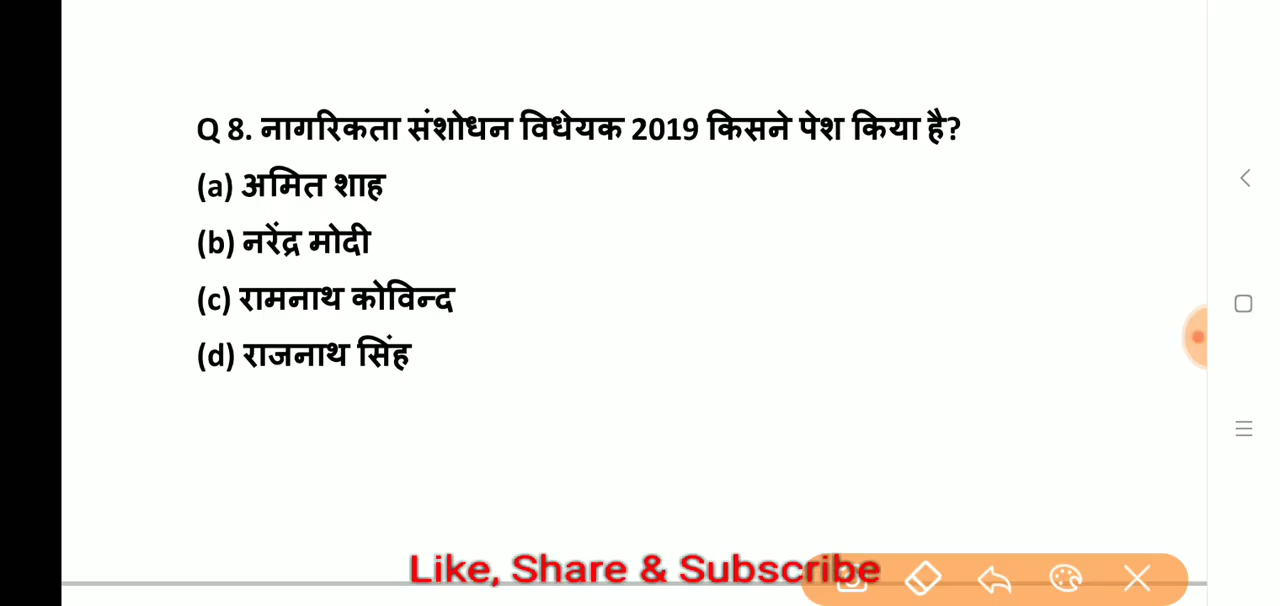 Q 8. नागरिकता संशोधन विधेयक 2019 किसने पेश किया है?
(a) अमित शाह
(b) नरेंद्र मोदी
(c) रामनाथ कोविन्द
(d) राजनाथ सिंह
Like, Share & Subscribe